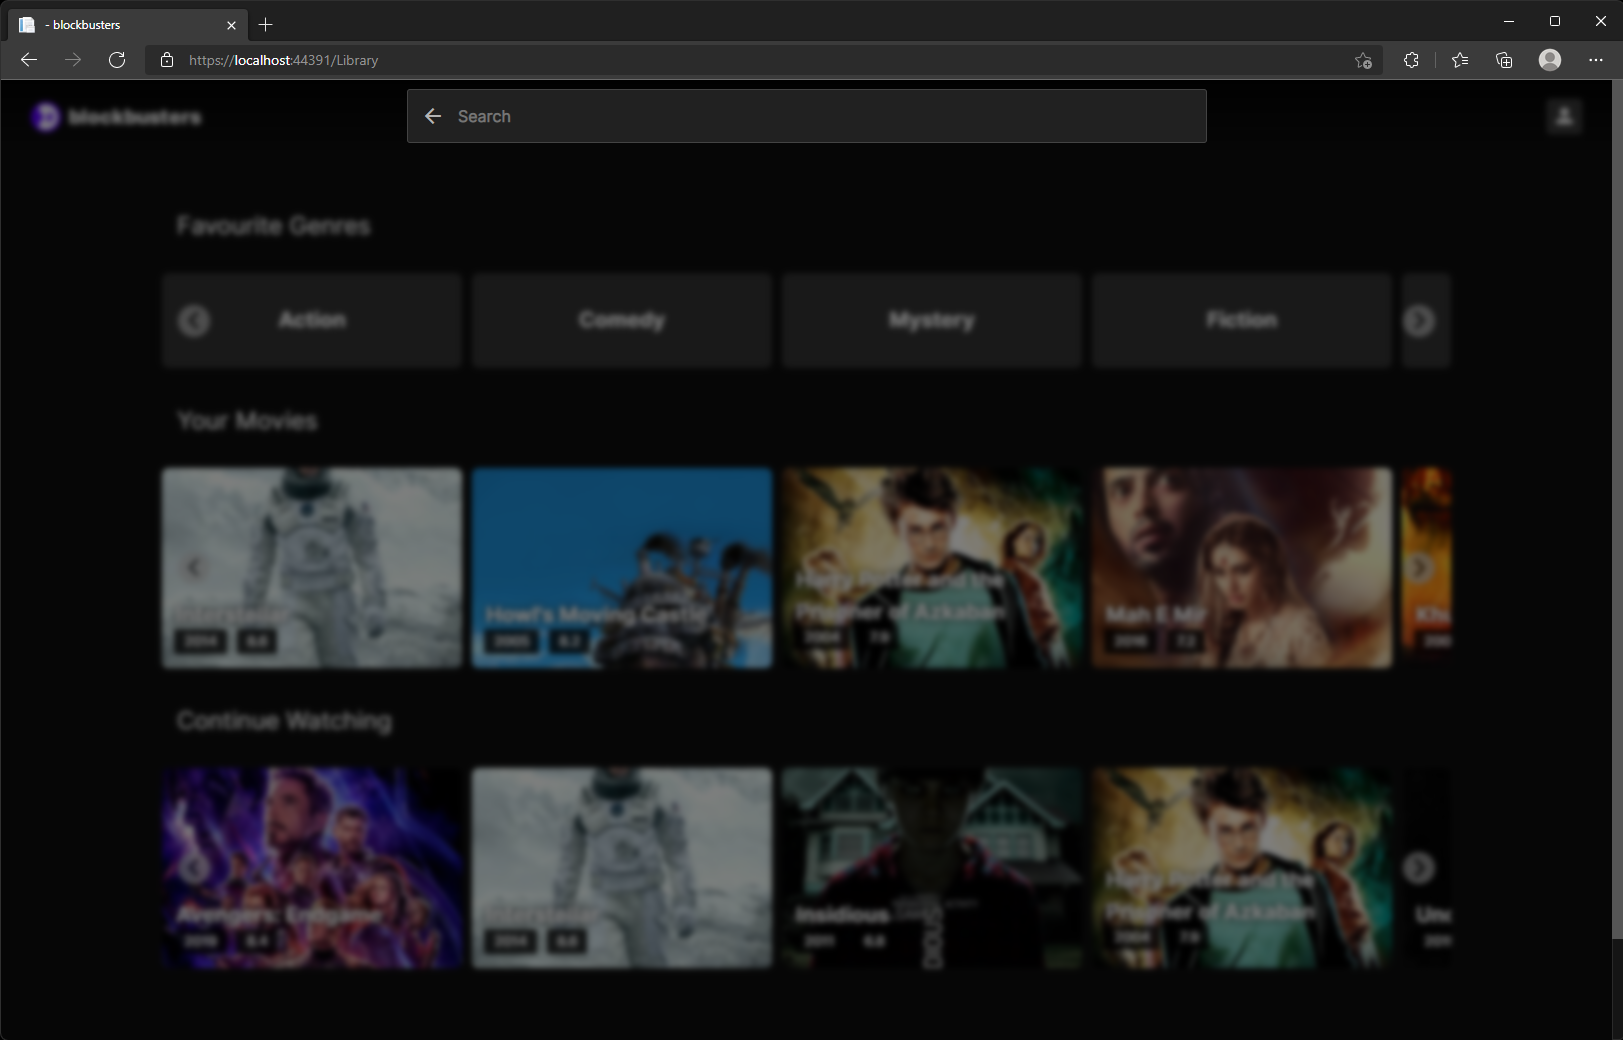 - blockbusters
https://localhost:44391/Library
blockbusters
Search
Favourite Genres
Action
Comedy
Mystery
Fiction
Your Movies
Interstellar
2014 8.6
Howl's Moving Castle
2005 8.2
Harry Potter and the
Prisoner of Azkaban
2004 7.9
Mah E Mir
2016 7.2
Continue Watching
Avengers: Endgame
2019 8.4
Interstellar
2014 8.6
Insidious
2011 6.8
Harry Potter and the
Prisoner of Azkaban
2004 7.9